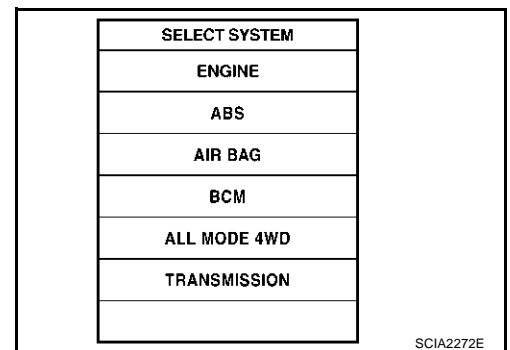 SELECT SYSTEM
ENGINE
ABS
AIR BAG
BCM
ALL MODE 4WD
TRANSMISSION
SCIA2272E